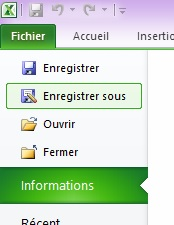 Fichier Accueil Insertio
Enregistrer
Enregistrer sous
Ouvrir
Fermer
Informations
Récent